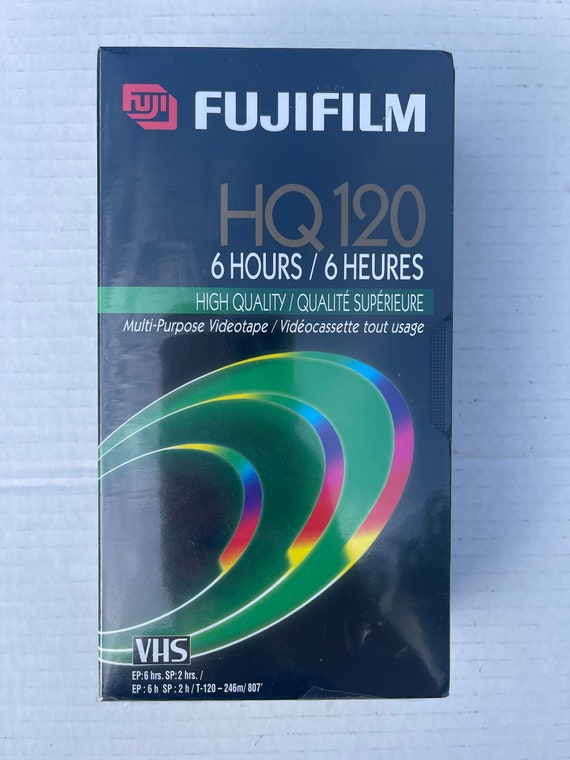 FUJI FUJIFILM
HQ 120
6 HOURS / 6 HEURES
HIGH QUALITY / QUALITÉ SUPÉRIEURE
Multi-Purpose Videotape / Vidéocassette tout usage
VHS
EP: 6 hrs. SP: 2 hrs. /
EP : 6 h SP : 2 h / T-120 – 246m/ 807'